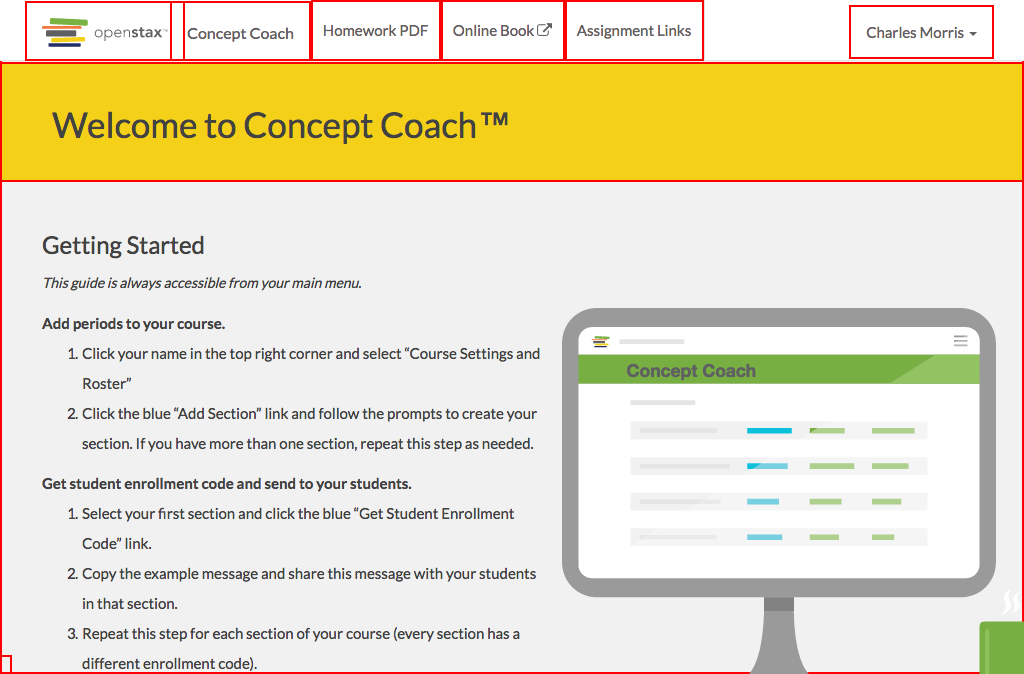 openstax™
Concept Coach
Homework PDF
Online Book
Assignment Links
Charles Morris
Welcome to Concept Coach™
Getting Started
This guide is always accessible from your main menu.
Add periods to your course.
1. Click your name in the top right corner and select “Course Settings and
Roster”
2. Click the blue “Add Section” link and follow the prompts to create your
section. If you have more than one section, repeat this step as needed.
Get student enrollment code and send to your students.
1. Select your first section and click the blue “Get Student Enrollment
Code” link.
2. Copy the example message and share this message with your students
in that section.
3. Repeat this step for each section of your course (every section has a
different enrollment code).
Concept Coach